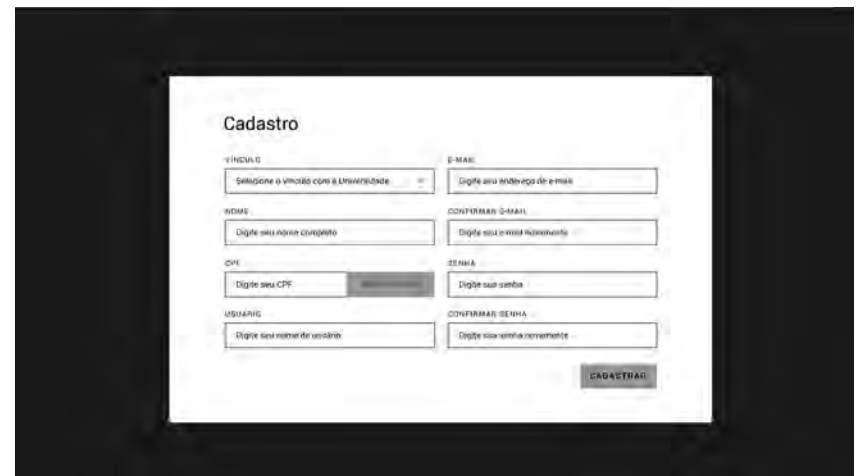 Cadastro
VÍNCULO
Selecione o vínculo com a Universidade
E-MAIL
Digite seu endereço de e-mail
NOME
Digite seu nome completo
CONFIRMAR E-MAIL
Digite seu e-mail novamente
CPF
Digite seu CPF
SENHA
Digite sua senha
USUÁRIO
Digite seu nome de usuário
CONFIRMAR SENHA
Digite sua senha novamente
CADASTRAR